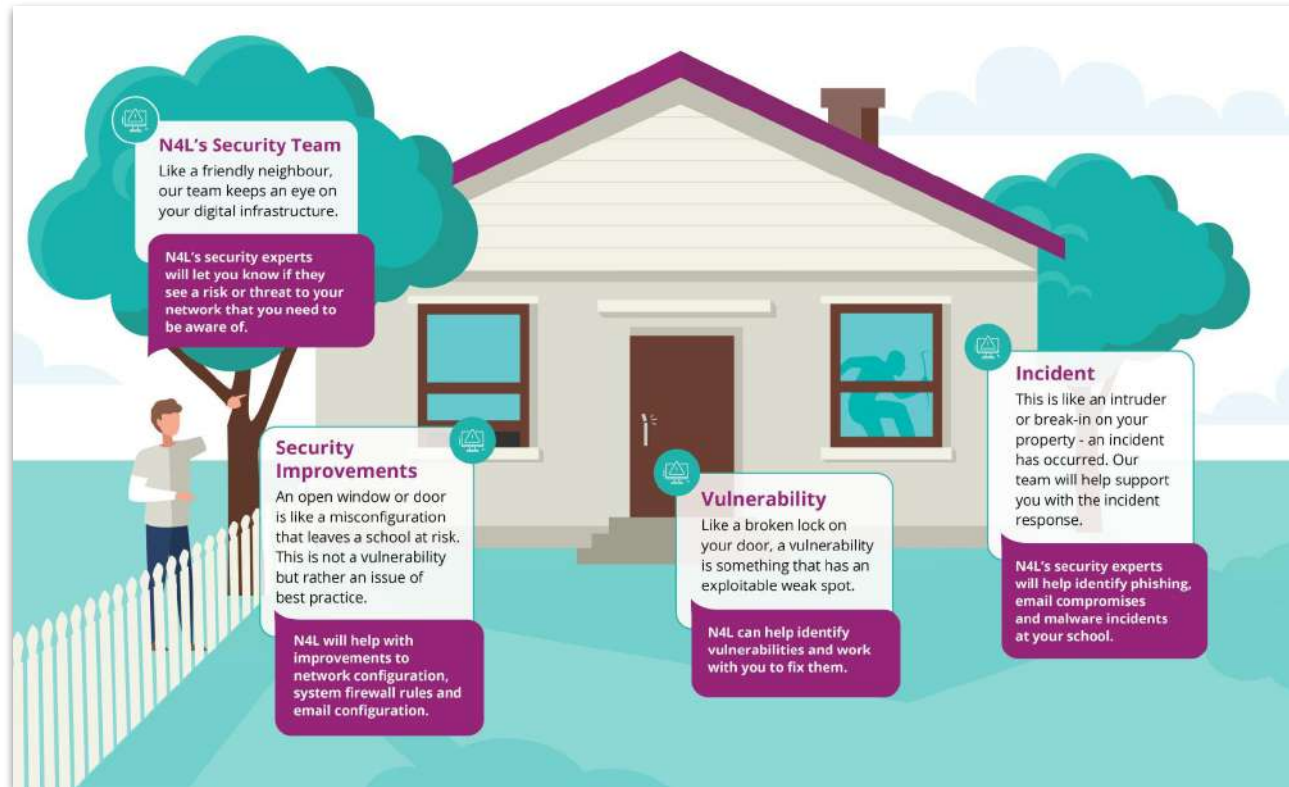 N4L's Security Team
Like a friendly neighbour,
our team keeps an eye on
your digital infrastructure.
N4L's security experts
will let you know if they
see a risk or threat to your
network that you need to
be aware of.
Security
Improvements
An open window or door
is like a misconfiguration
that leaves a school at risk.
This is not a vulnerability
but rather an issue of
best practice.
N4L will help with
improvements to
network configuration,
system firewall rules and
email configuration.
Vulnerability
Like a broken lock on
your door, a vulnerability
is something that has an
exploitable weak spot.
N4L can help identify
vulnerabilities and work
with you to fix them.
Incident
This is like an intruder
or break-in on your
property - an incident
has occurred. Our
team will help support
you with the incident
response.
N4L's security experts
will help identify phishing,
email compromises
and malware incidents
at your school.